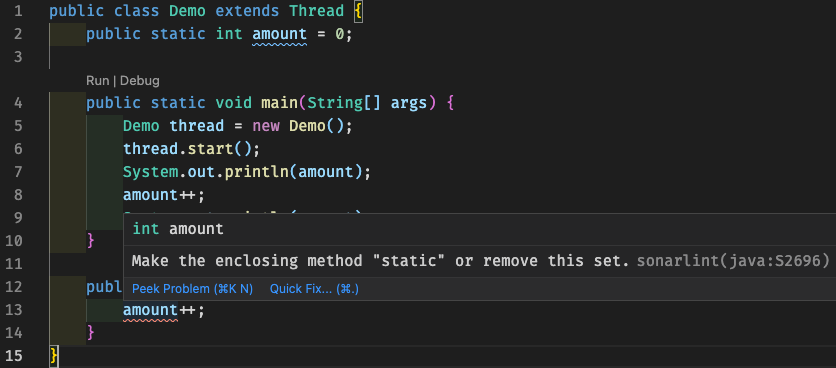 1 public class Demo extends Thread {
2 public static int amount = 0;
3
Run | Debug
4 public static void main(String[] args) {
5 Demo thread = new Demo();
6 thread.start();
7 System.out.println(amount);
8 amount++;
9
int amount
10 }
Make the enclosing method "static" or remove this set. sonarlint(java:S2696)
11
12 publ
Peek Problem (⌘K N) Quick Fix... (⌘.)
13 amount++;
14 }
15 }